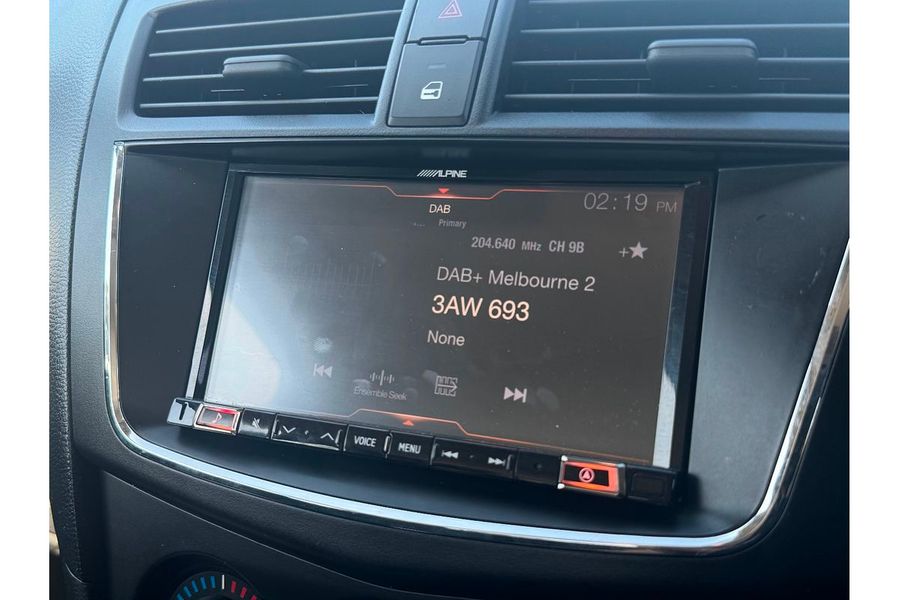 ALPINE
DAB
02:19 PM
Primary
204.640 MHz CH 9B
+★
DAB+ Melbourne 2
3AW 693
None
Ensemble Seek
VOICE
MENU